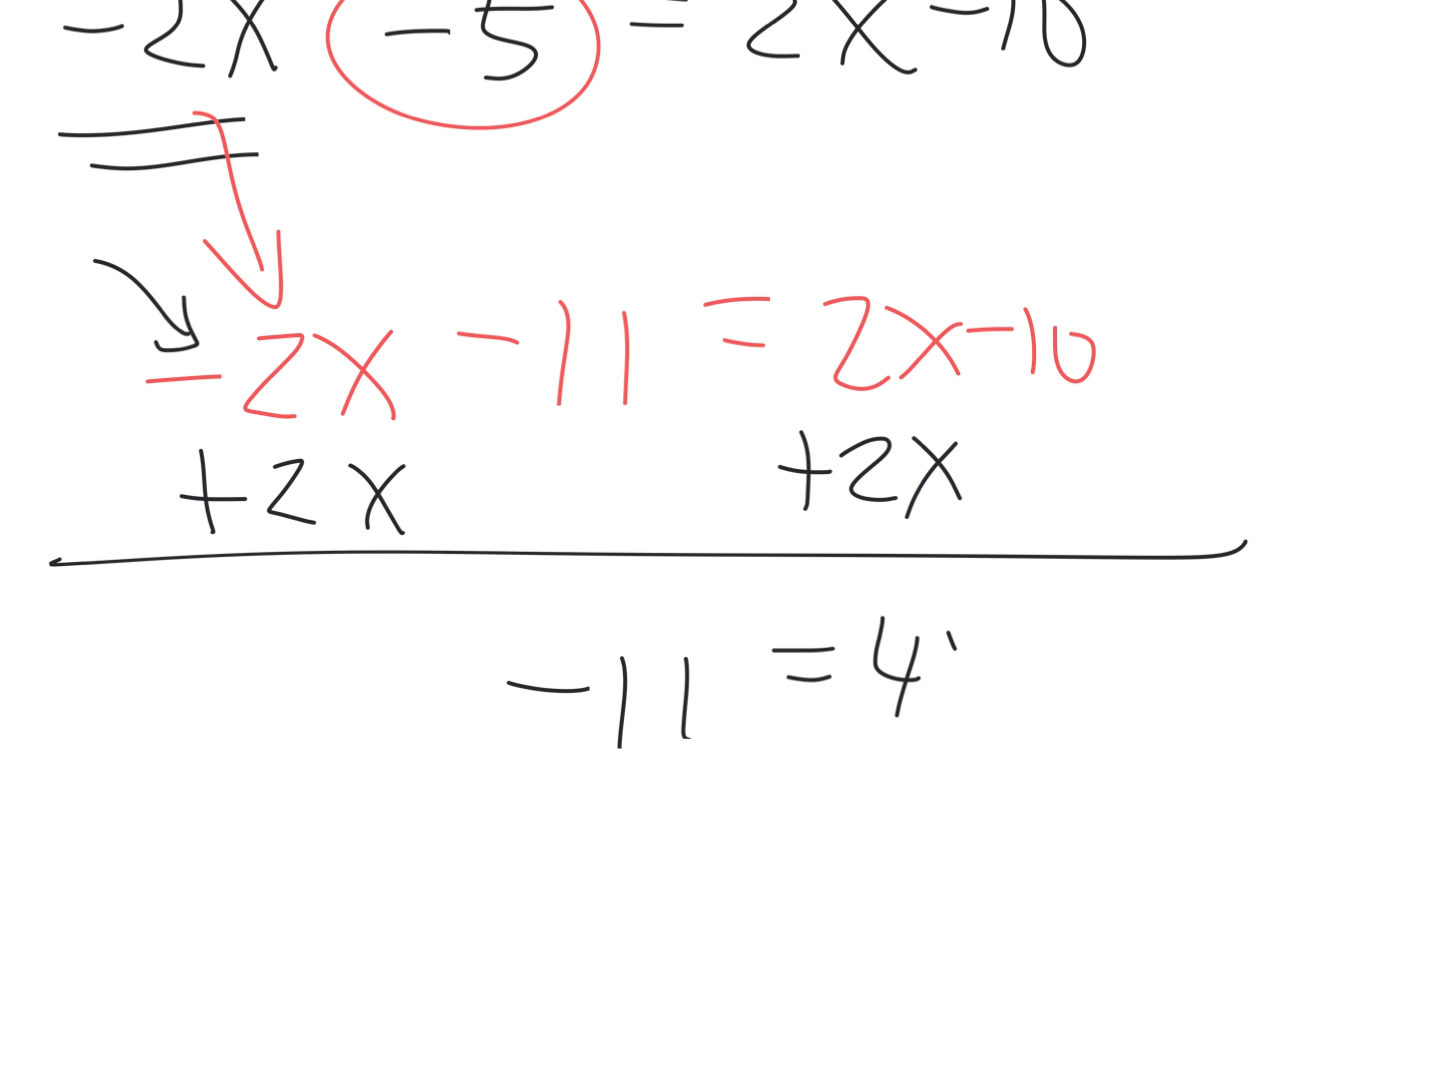 -2x -5 = 2x-10
-2x -11 = 2x-10
+2x +2x
-11 = 4